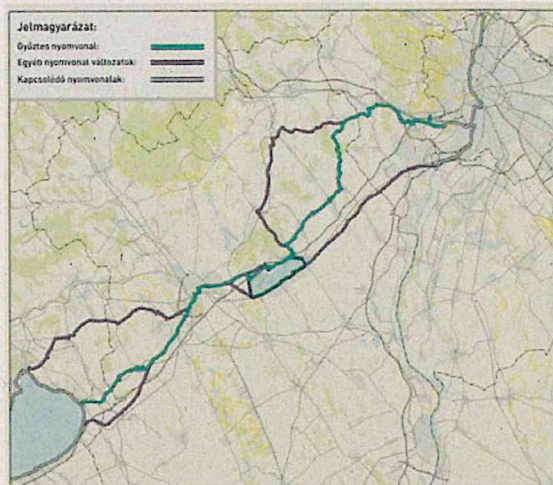 Jelmagyarázat:
Győztes nyomvonal:
Egyéb nyomvonal változatok:
Kapcsolódó nyomvonalak: